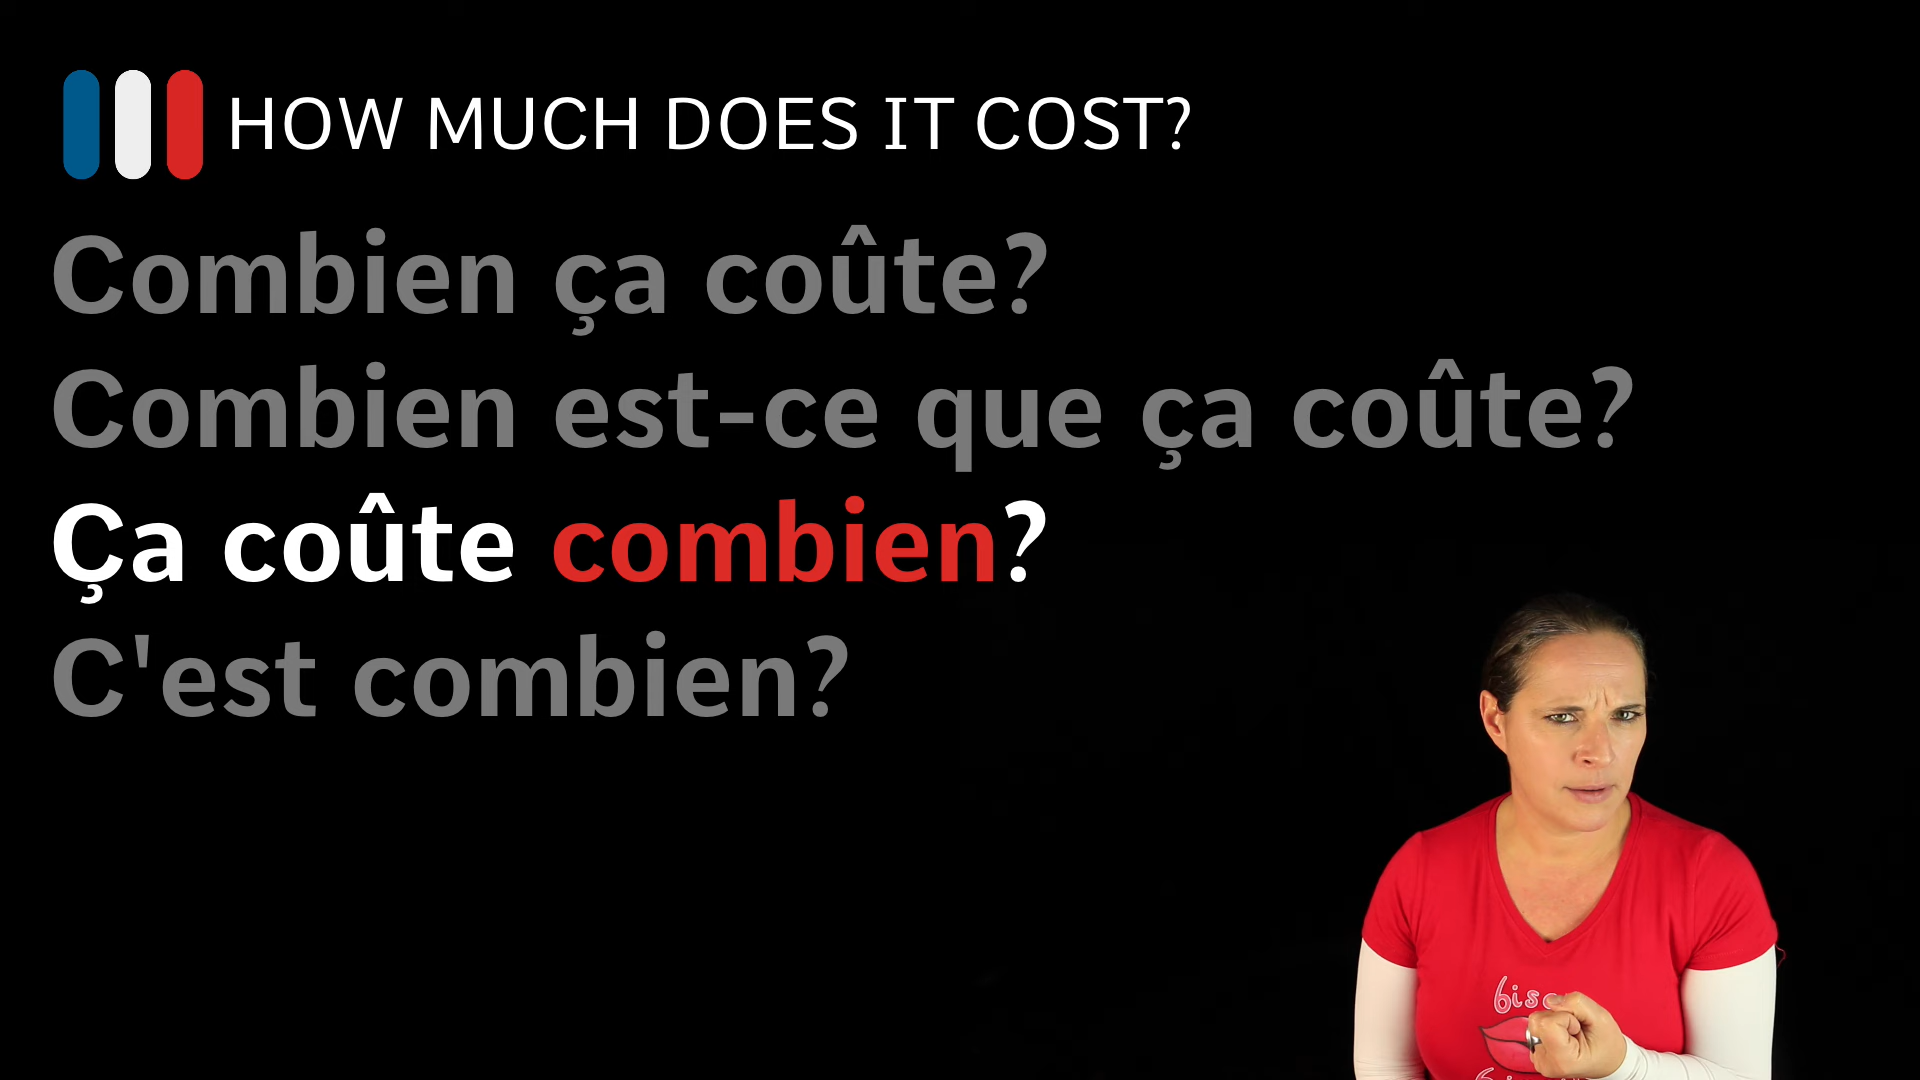 HOW MUCH DOES IT COST?
Combien ça coûte?
Combien est-ce que ça coûte?
Ça coûte combien?
C'est combien?